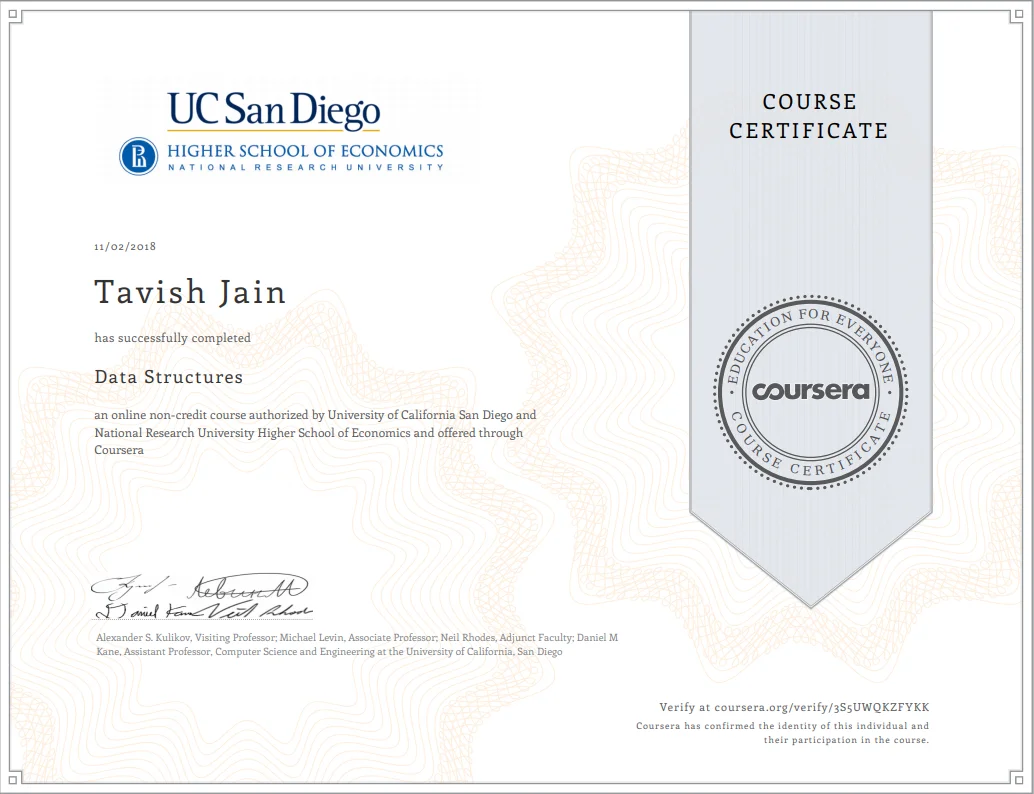 UC San Diego
HIGHER SCHOOL OF ECONOMICS
NATIONAL RESEARCH UNIVERSITY
COURSE
CERTIFICATE
11/02/2018
Tavish Jain
has successfully completed
Data Structures
an online non-credit course authorized by University of California San Diego and
National Research University Higher School of Economics and offered through
Coursera
EDUCATION FOR EVERYONE
coursera
COURSE CERTIFICATE
Daniel Kane Neil Rhodes
Alexander S. Kulikov, Visiting Professor; Michael Levin, Associate Professor; Neil Rhodes, Adjunct Faculty; Daniel M
Kane, Assistant Professor, Computer Science and Engineering at the University of California, San Diego
Verify at coursera.org/verify/3S5UWQKZFYKK
Coursera has confirmed the identity of this individual and
their participation in the course.